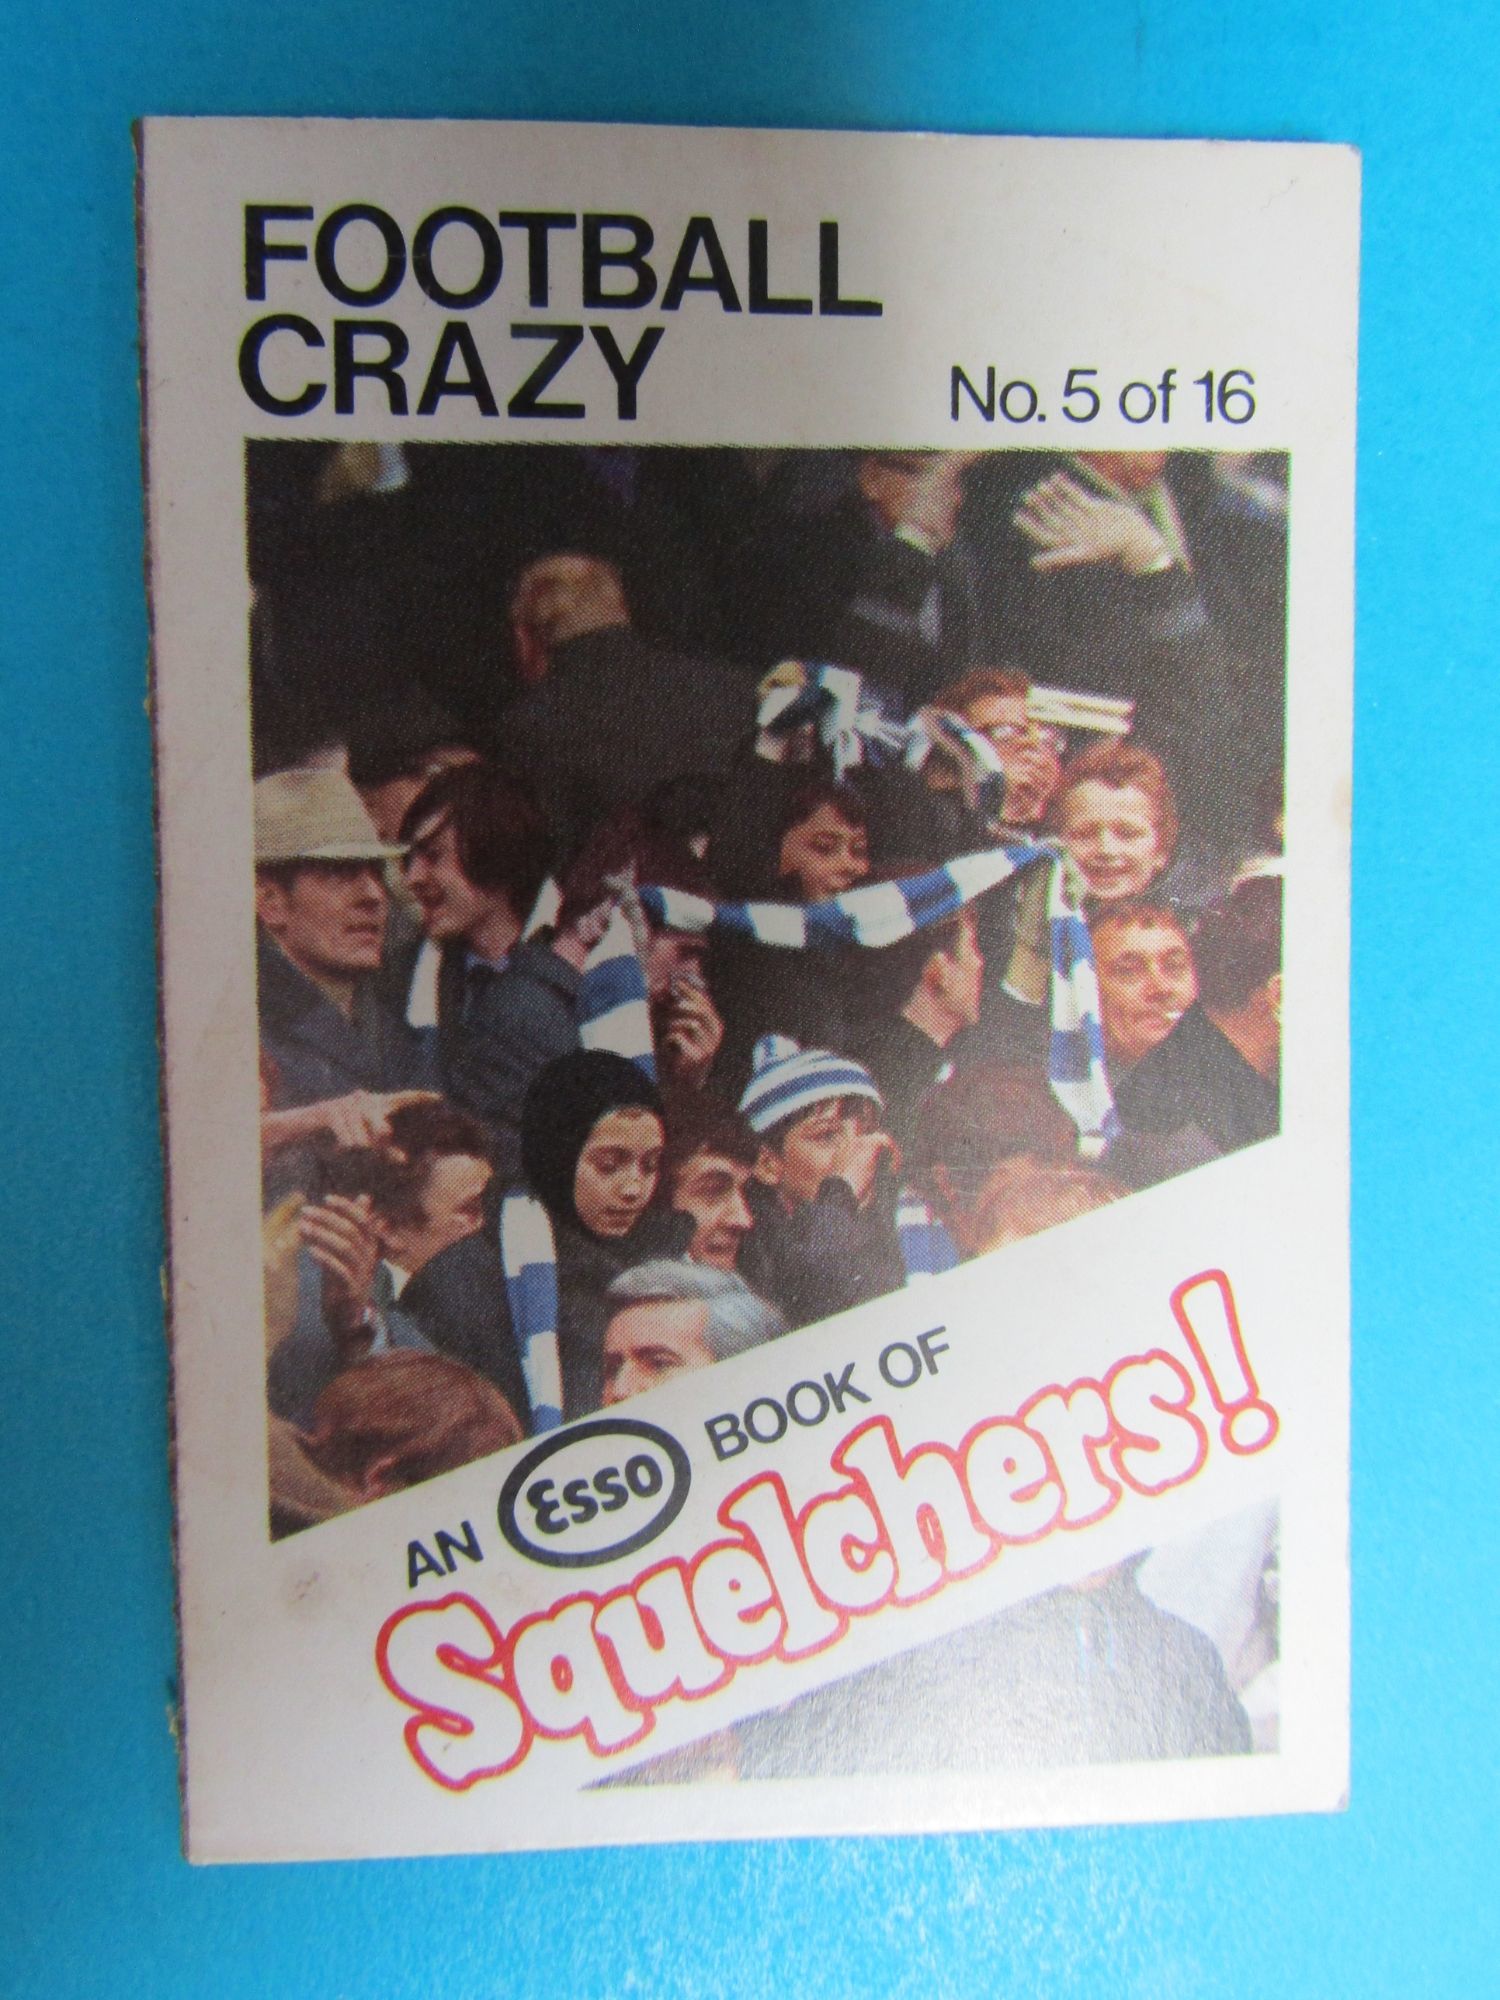 FOOTBALL
CRAZY
No. 5 of 16
AN Esso BOOK OF
Squelchers!